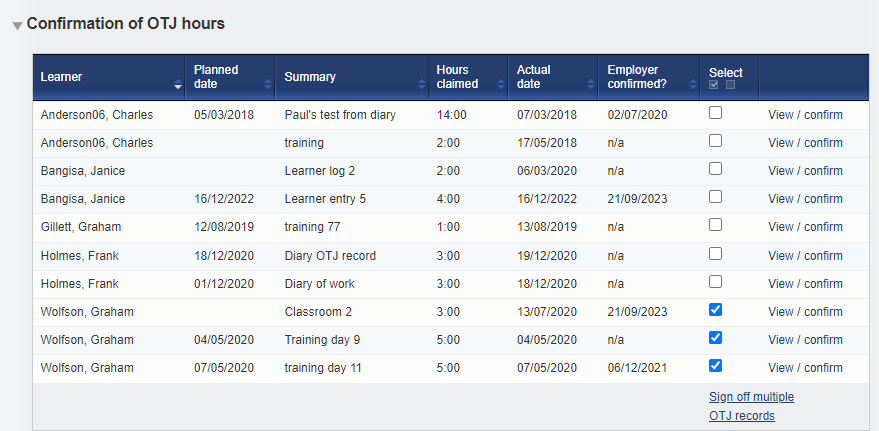 Confirmation of OTJ hours
Learner Planned date Summary Hours claimed Actual date Employer confirmed? Select
Anderson06, Charles 05/03/2018 Paul's test from diary 14:00 07/03/2018 02/07/2020 View / confirm
Anderson06, Charles training 2:00 17/05/2018 n/a View / confirm
Bangisa, Janice Learner log 2 2:00 06/03/2020 n/a View / confirm
Bangisa, Janice 16/12/2022 Learner entry 5 4:00 16/12/2022 21/09/2023 View / confirm
Gillett, Graham 12/08/2019 training 77 1:00 13/08/2019 n/a View / confirm
Holmes, Frank 18/12/2020 Diary OTJ record 3:00 19/12/2020 n/a View / confirm
Holmes, Frank 01/12/2020 Diary of work 3:00 18/12/2020 n/a View / confirm
Wolfson, Graham Classroom 2 3:00 13/07/2020 21/09/2023 View / confirm
Wolfson, Graham 04/05/2020 Training day 9 5:00 04/05/2020 n/a View / confirm
Wolfson, Graham 07/05/2020 training day 11 5:00 07/05/2020 06/12/2021 View / confirm
Sign off multiple
OTJ records